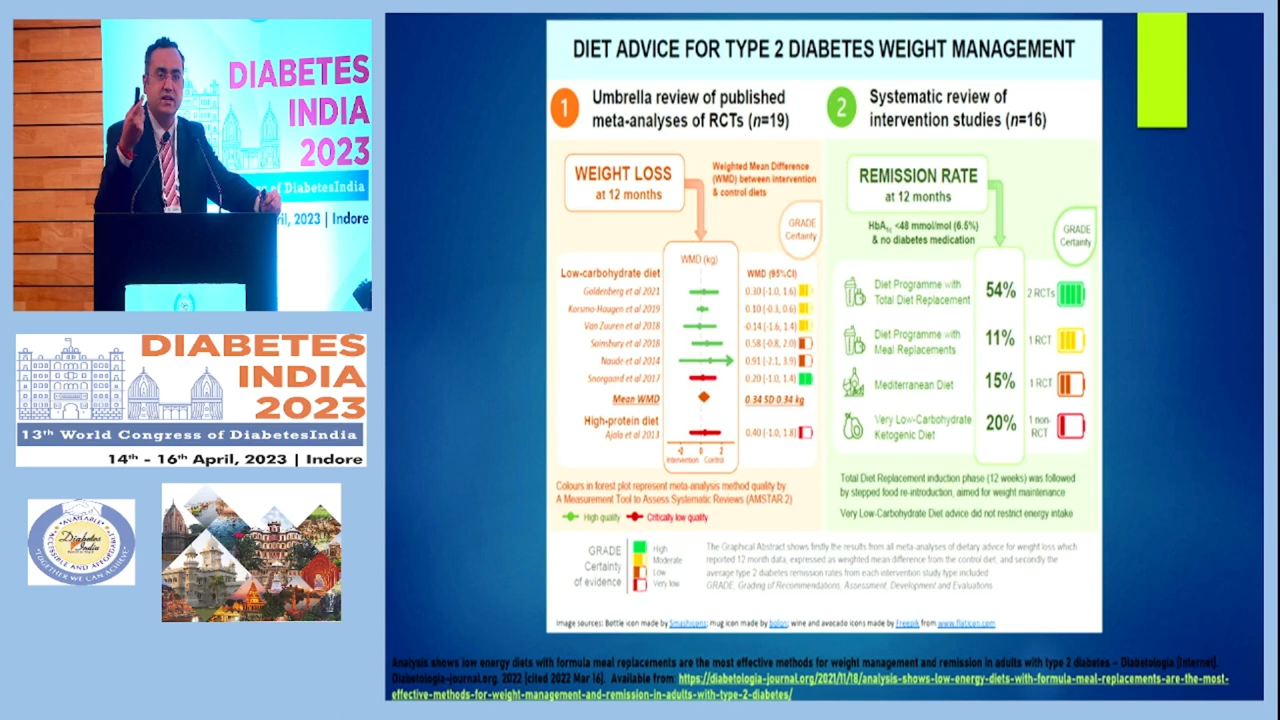 DIABETES
INDIA
2023
of DiabetesIndia
ril, 2023 | Indore
DIABETES
INDIA
2023
13th World Congress of DiabetesIndia
14th - 16th April, 2023 | Indore
"AVAILABLE"
ACCESSIBLE AND AFFORDABLE
Diabetes
India
"TOGETHER WE CAN ACHIEVE"
DIET ADVICE FOR TYPE 2 DIABETES WEIGHT MANAGEMENT
1 Umbrella review of published
meta-analyses of RCTs (n=19)
WEIGHT LOSS
at 12 months
Weighted Mean Difference
(WMD) between intervention
& control diets
GRADE
Certainty
WMD (kg)
Low-carbohydrate diet WMD (95%CI)
Goldenberg et al 2021 0.30 [-1.0, 1.6]
Korsmo-Haugen et al 2019 0.10 [-0.3, 0.6]
Van Zuuren et al 2018 -0.14 [-1.6, 1.4]
Sainsbury et al 2018 0.58 [-0.8, 2.0]
Naude et al 2014 0.91 [-2.1, 3.9]
Snorgaard et al 2017 0.20 [-1.0, 1.4]
Mean WMD 0.34 SD 0.34 kg
High-protein diet
Ajala et al 2013 0.40 [-1.0, 1.8]
-2 0 2
Intervention Control
Colours in forest plot represent meta-analysis method quality by
A Measurement Tool to Assess Systematic Reviews (AMSTAR 2)
High quality Critically low quality
2 Systematic review of
intervention studies (n=16)
REMISSION RATE
at 12 months
HbA1c <48 mmol/mol (6.5%)
& no diabetes medication
GRADE
Certainty
Diet Programme with
Total Diet Replacement 54% 2 RCTs
Diet Programme with
Meal Replacements 11% 1 RCT
Mediterranean Diet 15% 1 RCT
Very Low-Carbohydrate
Ketogenic Diet 20% 1 non-
RCT
Total Diet Replacement induction phase (12 weeks) was followed
by stepped food re-introduction, aimed for weight maintenance
Very Low-Carbohydrate Diet advice did not restrict energy intake
GRADE
Certainty
of evidence
High
Moderate
Low
Very low
The Graphical Abstract shows firstly the results from all meta-analyses of dietary advice for weight loss which
reported 12 month data, expressed as weighted mean difference from the control diet, and secondly the
average type 2 diabetes remission rates from each intervention study type included
GRADE, Grading of Recommendations, Assessment, Development and Evaluations.
Image sources: Bottle icon made by Smashicons; mug icon made by bqlqn; wine and avocado icons made by Freepik from www.flaticon.com
Analysis shows low energy diets with formula meal replacements are the most effective methods for weight management and remission in adults with type 2 diabetes – Diabetologia [Internet].
Diabetologia-journal.org. 2022 [cited 2022 Mar 16]. Available from: https://diabetologia-journal.org/2021/11/18/analysis-shows-low-energy-diets-with-formula-meal-replacements-are-the-most-
effective-methods-for-weight-management-and-remission-in-adults-with-type-2-diabetes/